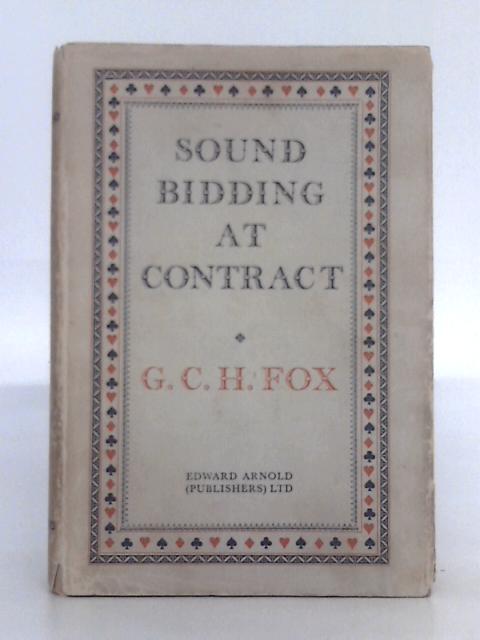 SOUND
BIDDING
AT
CONTRACT
G. C. H. FOX
EDWARD ARNOLD
(PUBLISHERS) LTD